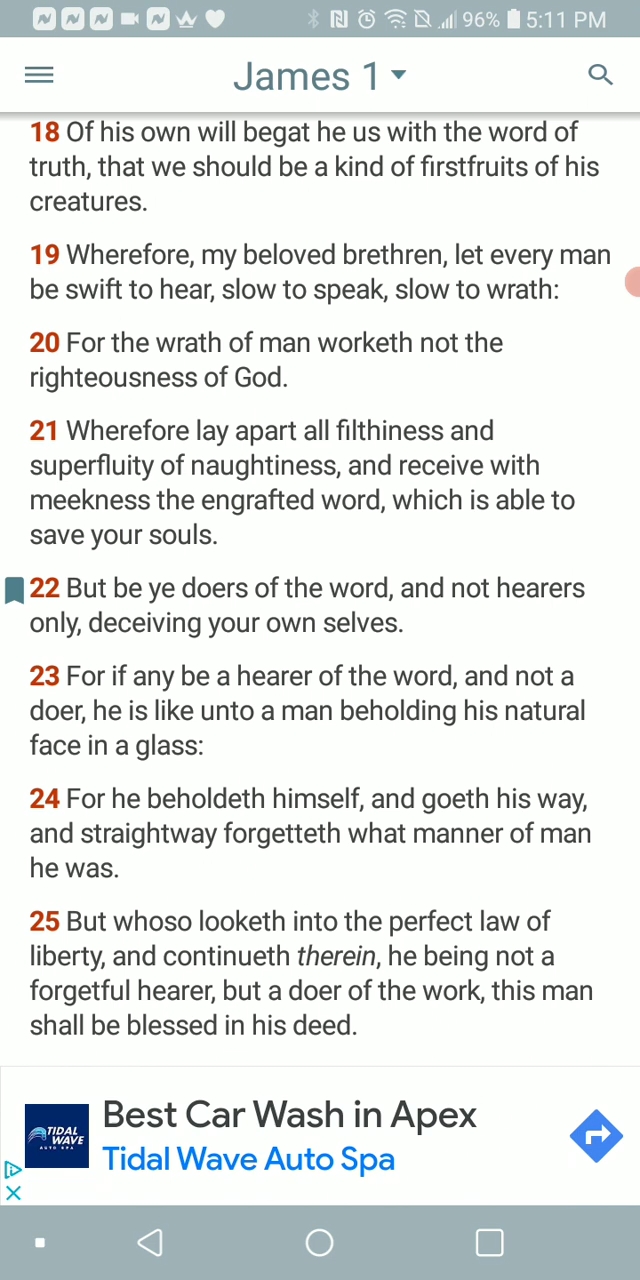 96% 5:11 PM
James 1
18 Of his own will begat he us with the word of
truth, that we should be a kind of firstfruits of his
creatures.
19 Wherefore, my beloved brethren, let every man
be swift to hear, slow to speak, slow to wrath:
20 For the wrath of man worketh not the
righteousness of God.
21 Wherefore lay apart all filthiness and
superfluity of naughtiness, and receive with
meekness the engrafted word, which is able to
save your souls.
22 But be ye doers of the word, and not hearers
only, deceiving your own selves.
23 For if any be a hearer of the word, and not a
doer, he is like unto a man beholding his natural
face in a glass:
24 For he beholdeth himself, and goeth his way,
and straightway forgetteth what manner of man
he was.
25 But whoso looketh into the perfect law of
liberty, and continueth therein, he being not a
forgetful hearer, but a doer of the work, this man
shall be blessed in his deed.
TIDAL
WAVE
AUTO SPA
Best Car Wash in Apex
Tidal Wave Auto Spa